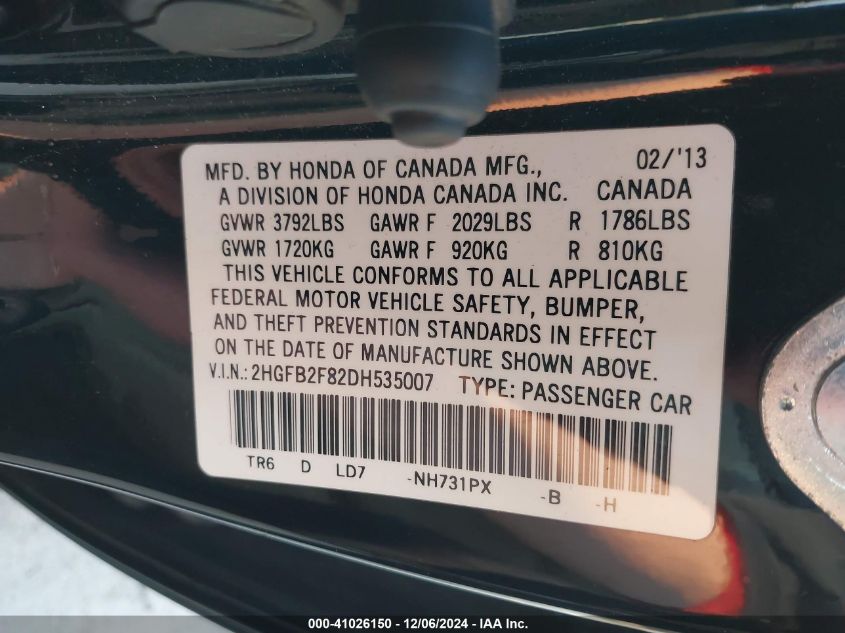 MFD. BY HONDA OF CANADA MFG., 02/'13
A DIVISION OF HONDA CANADA INC. CANADA
GVWR 3792LBS GAWR F 2029LBS R 1786LBS
GVWR 1720KG GAWR F 920KG R 810KG
THIS VEHICLE CONFORMS TO ALL APPLICABLE
FEDERAL MOTOR VEHICLE SAFETY, BUMPER,
AND THEFT PREVENTION STANDARDS IN EFFECT
ON THE DATE OF MANUFACTURE SHOWN ABOVE.
V.I.N.: 2HGFB2F82DH535007 TYPE: PASSENGER CAR
TR6 D LD7 -NH731PX -B -H
000-41026150 - 12/06/2024 - IAA Inc.